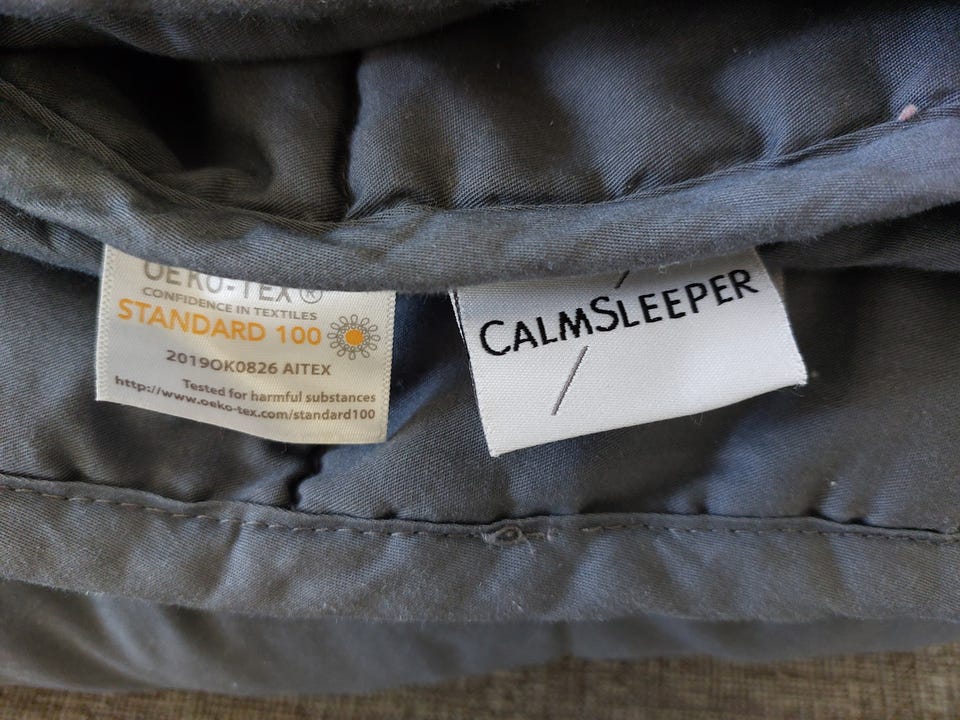 OEKO-TEX®
CONFIDENCE IN TEXTILES
STANDARD 100
2019OK0826 AITEX
Tested for harmful substances
http://www.oeko-tex.com/standard100
CALMSLEEPER